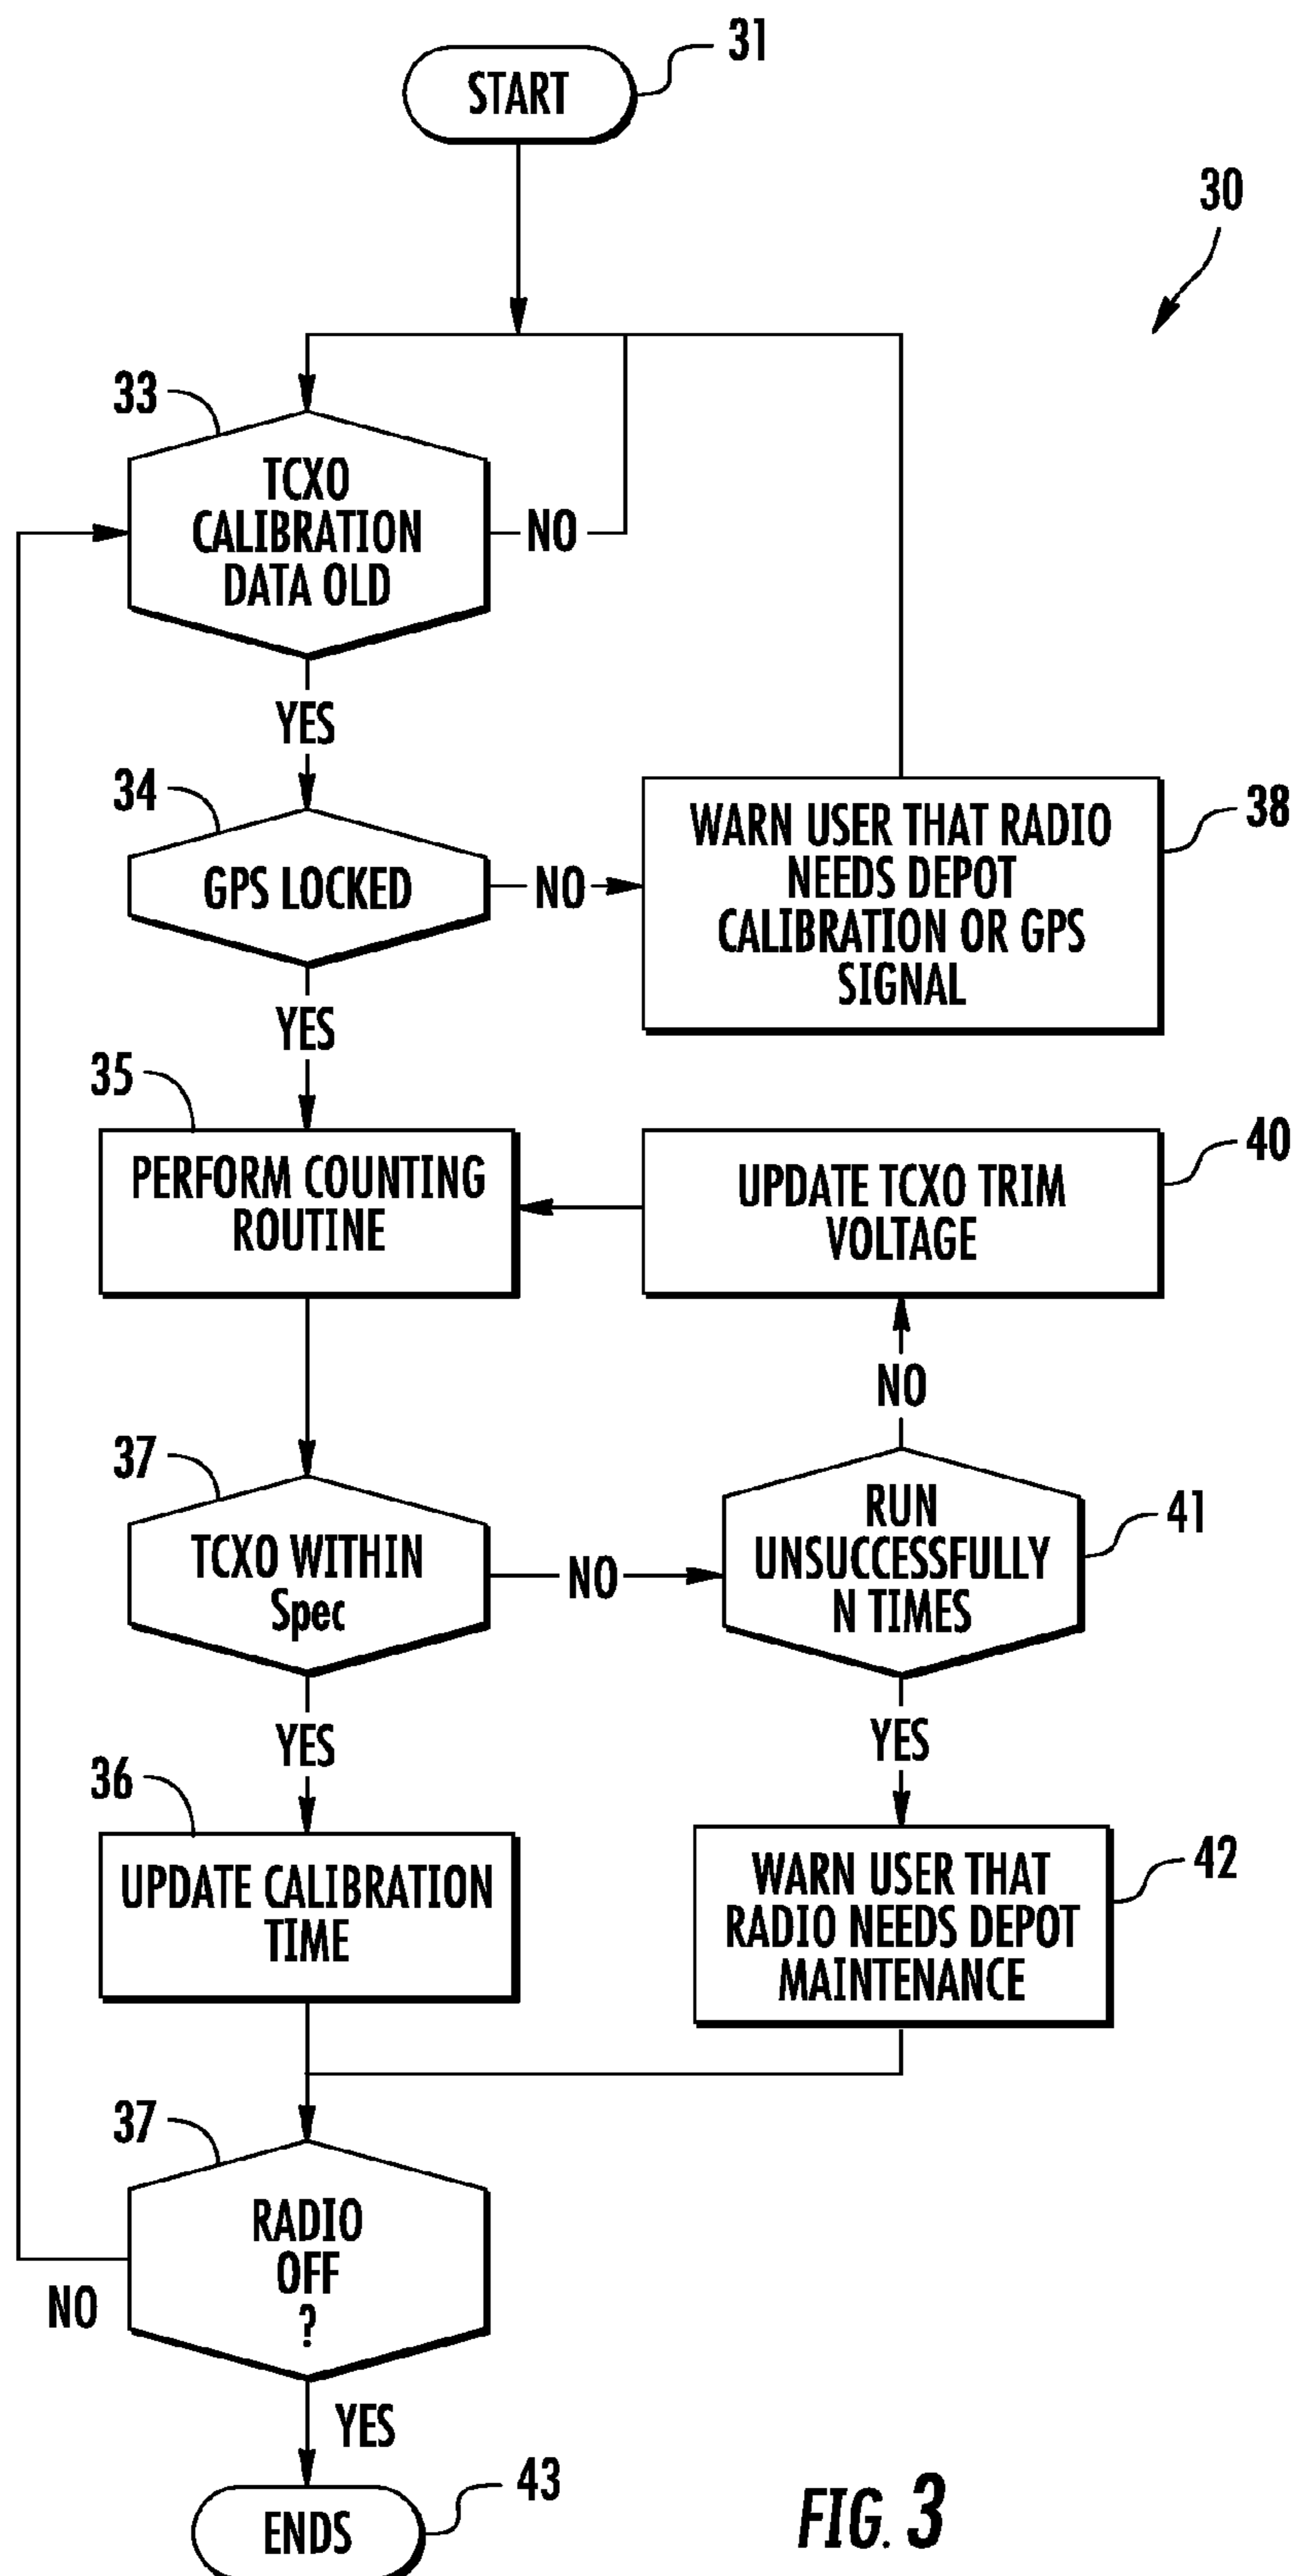 START
31
30
33
TCXO
CALIBRATION
DATA OLD
NO
YES
34
GPS LOCKED
NO
WARN USER THAT RADIO
NEEDS DEPOT
CALIBRATION OR GPS
SIGNAL
38
YES
35
PERFORM COUNTING
ROUTINE
UPDATE TCXO TRIM
VOLTAGE
40
NO
37
TCXO WITHIN
Spec
NO
RUN
UNSUCCESSFULLY
N TIMES
41
YES
YES
36
UPDATE CALIBRATION
TIME
WARN USER THAT
RADIO NEEDS DEPOT
MAINTENANCE
42
37
RADIO
OFF
?
NO
YES
ENDS
43
FIG. 3